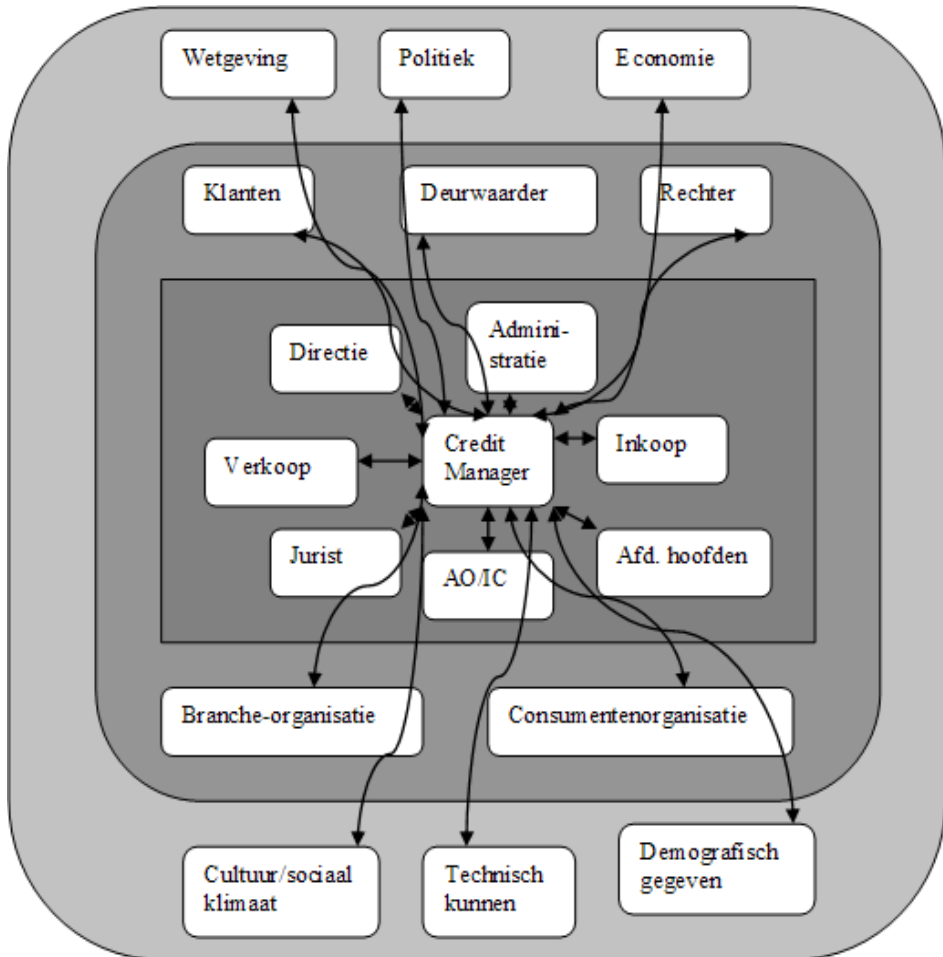 Wetgeving
Politiek
Economie
Klanten
Deurwaarder
Rechter
Directie
Admini-
stratie
Verkoop
Credit
Manager
Inkoop
Jurist
AO/IC
Afd. hoofden
Branche-organisatie
Consumentenorganisatie
Cultuur/sociaal
klimaat
Technisch
kunnen
Demografisch
gegeven